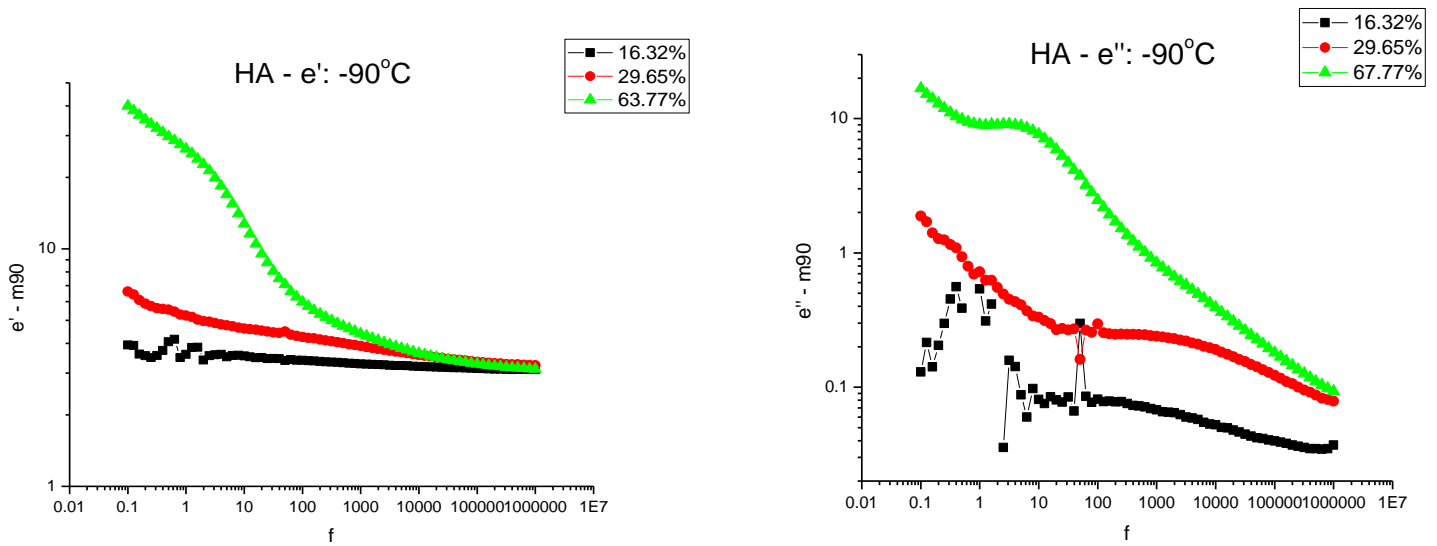 16.32%
29.65%
63.77%
HA - e': -90°C
10
1
0.01 0.1 1 10 100 1000 10000 1000001000000 1E7
e' - m90
f
16.32%
29.65%
67.77%
HA - e'': -90°C
10
1
0.1
0.01 0.1 1 10 100 1000 10000 1000001000000 1E7
e'' - m90
f